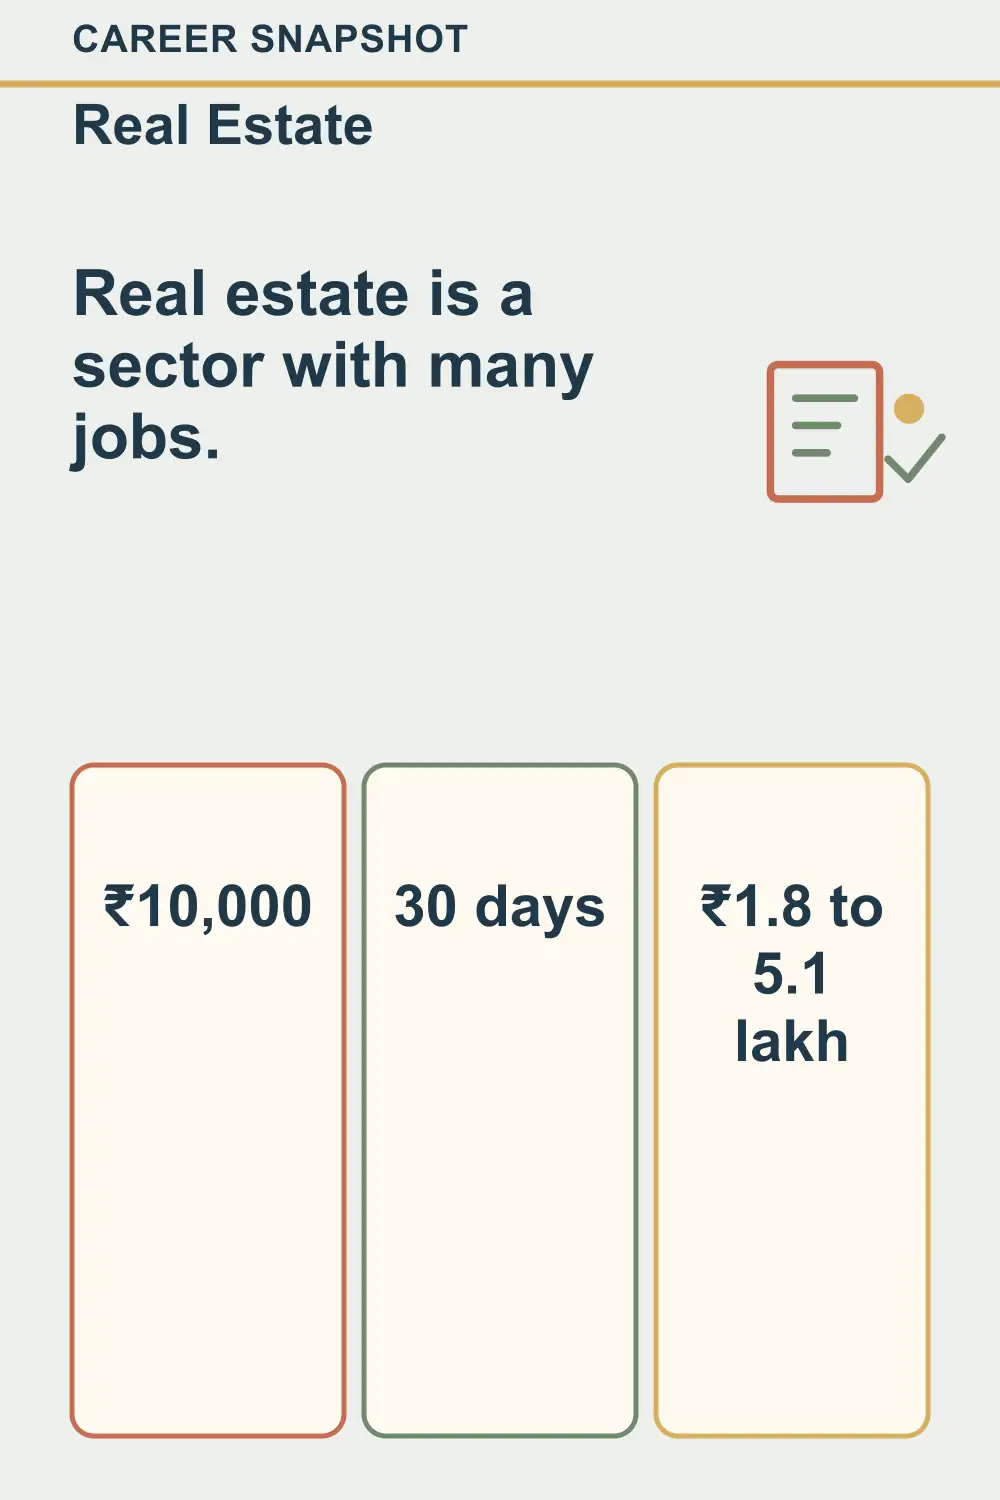 CAREER SNAPSHOT
Real Estate
Real estate is a
sector with many
jobs.
₹10,000
30 days
₹1.8 to
5.1
lakh